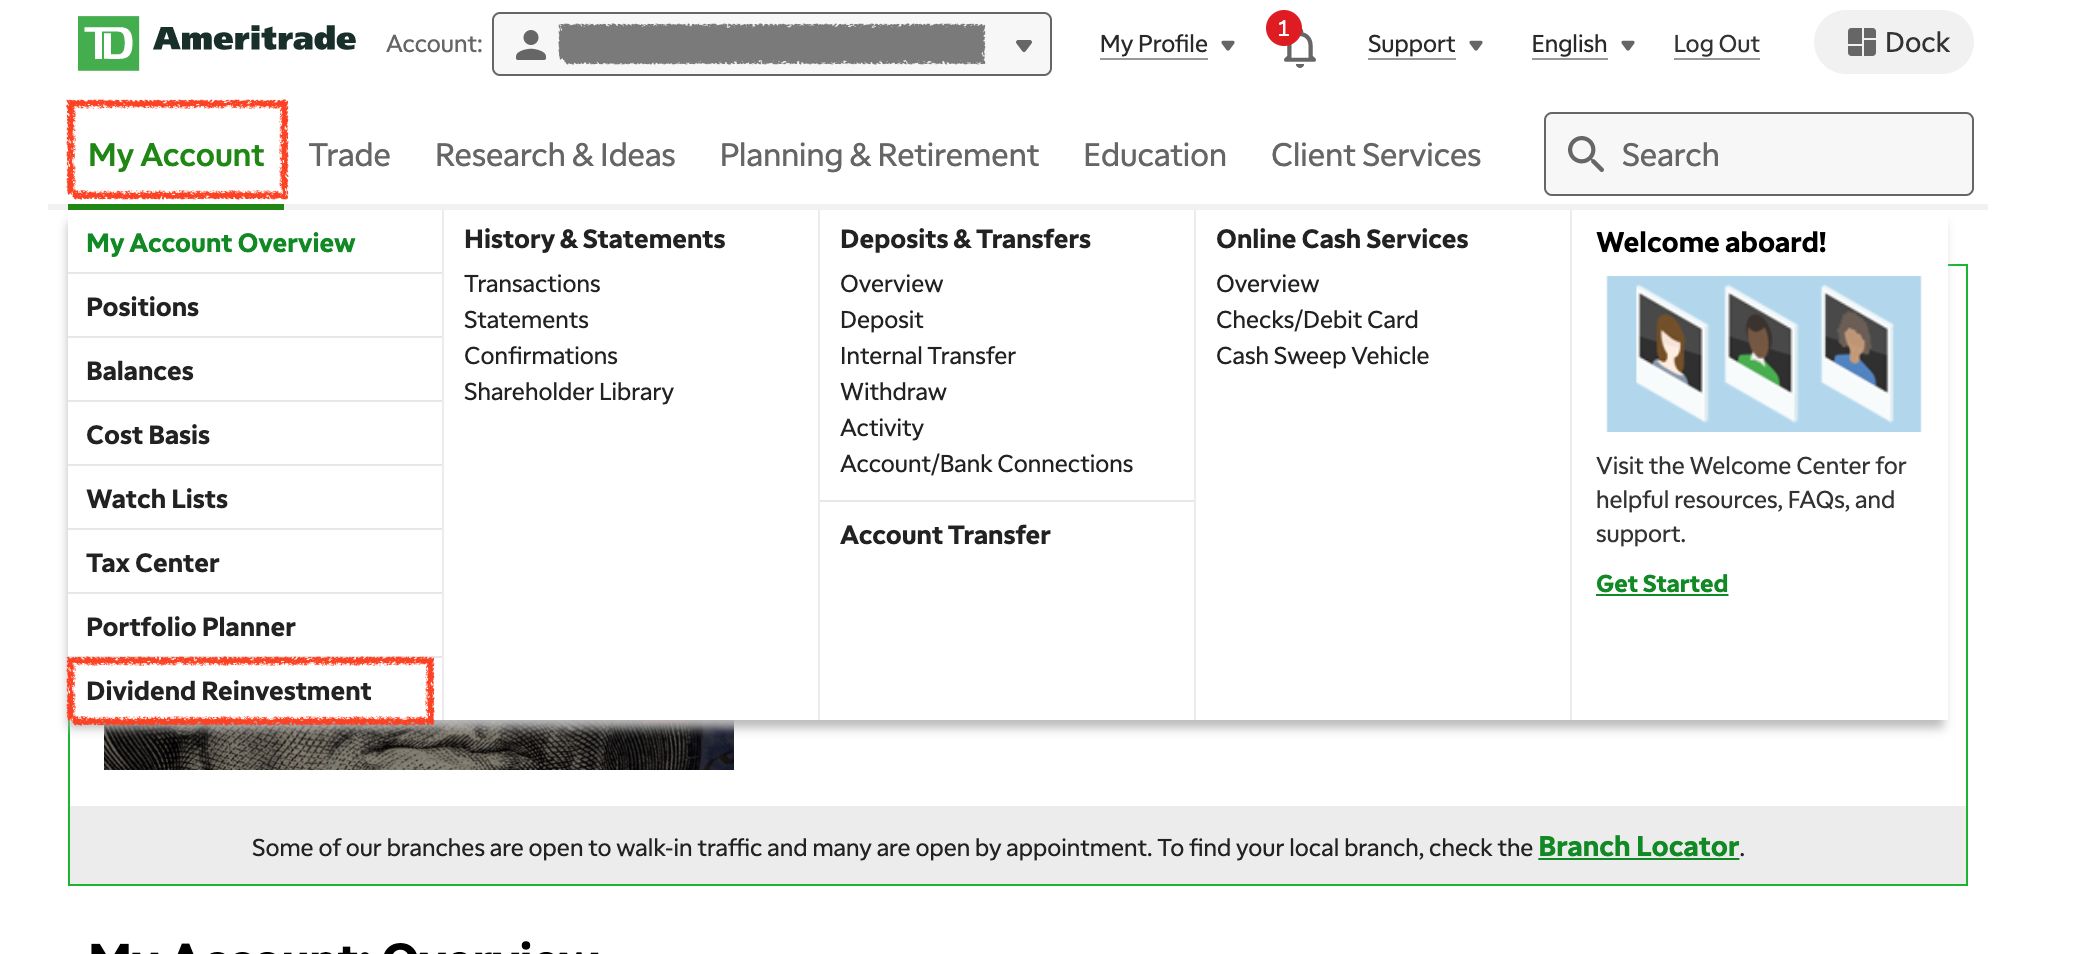 TD Ameritrade Account: My Profile 1 Support English Log Out Dock
My Account Trade Research & Ideas Planning & Retirement Education Client Services Search
My Account Overview
Positions
Balances
Cost Basis
Watch Lists
Tax Center
Portfolio Planner
Dividend Reinvestment
History & Statements
Transactions
Statements
Confirmations
Shareholder Library
Deposits & Transfers
Overview
Deposit
Internal Transfer
Withdraw
Activity
Account/Bank Connections
Account Transfer
Online Cash Services
Overview
Checks/Debit Card
Cash Sweep Vehicle
Welcome aboard!
Visit the Welcome Center for
helpful resources, FAQs, and
support.
Get Started
Some of our branches are open to walk-in traffic and many are open by appointment. To find your local branch, check the Branch Locator.
My Account: Overview